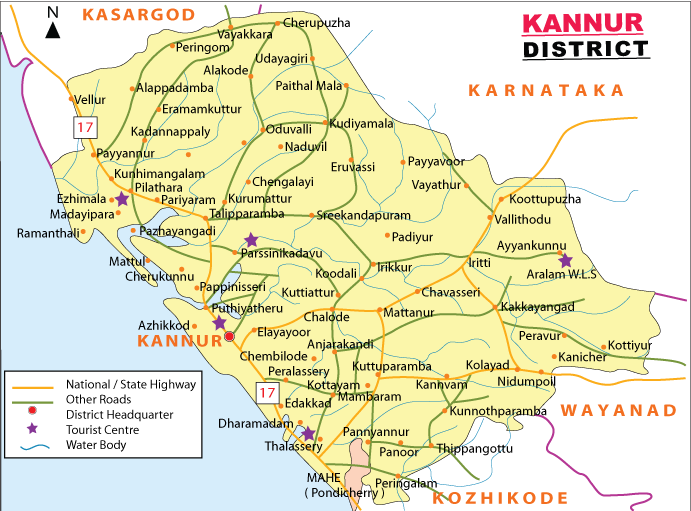 KASARGOD
N
KANNUR
DISTRICT
KARNATAKA
Cherupuzha
Vayakkara
Peringom
Udayagiri
Alakode
Paithal Mala
Alappadamba
Vellur
Eramamkuttur
17
Kadannappaly
Oduvalli
Kudiyamala
Naduvil
Payyannur
Eruvassi
Payyavoor
Kunhimangalam
Chengalayi
Vayathur
Pilathara
Ezhimala
Pariyaram
Kurumattur
Koottupuzha
Madayipara
Talipparamba
Sreekandapuram
Vallithodu
Ramanthali
Pazhayangadi
Padiyur
Ayyankunnu
Parssinikadavu
Mattul
Irikkur
Iritti
Cherukunnu
Koodali
Aralam W.L.S
Pappinisseri
Kuttiattur
Chavasseri
Puthiyatheru
Chalode
Mattanur
Kakkayangad
Azhikkod
Elayayoor
KANNUR
Anjarakandi
Peravur
Kottiyur
Chembilode
Kanicher
Peralassery
Kuttuparamba
Kolayad
Kottayam
Kannvam
Nidumpoll
17
Mambaram
Edakkad
Kunnothparamba
WAYANAD
Dharamadam
Pannyannur
Thalassery
Panoor
Thippangottu
MAHE
( Pondicherry )
Peringalam
KOZHIKODE
National / State Highway
Other Roads
District Headquarter
Tourist Centre
Water Body